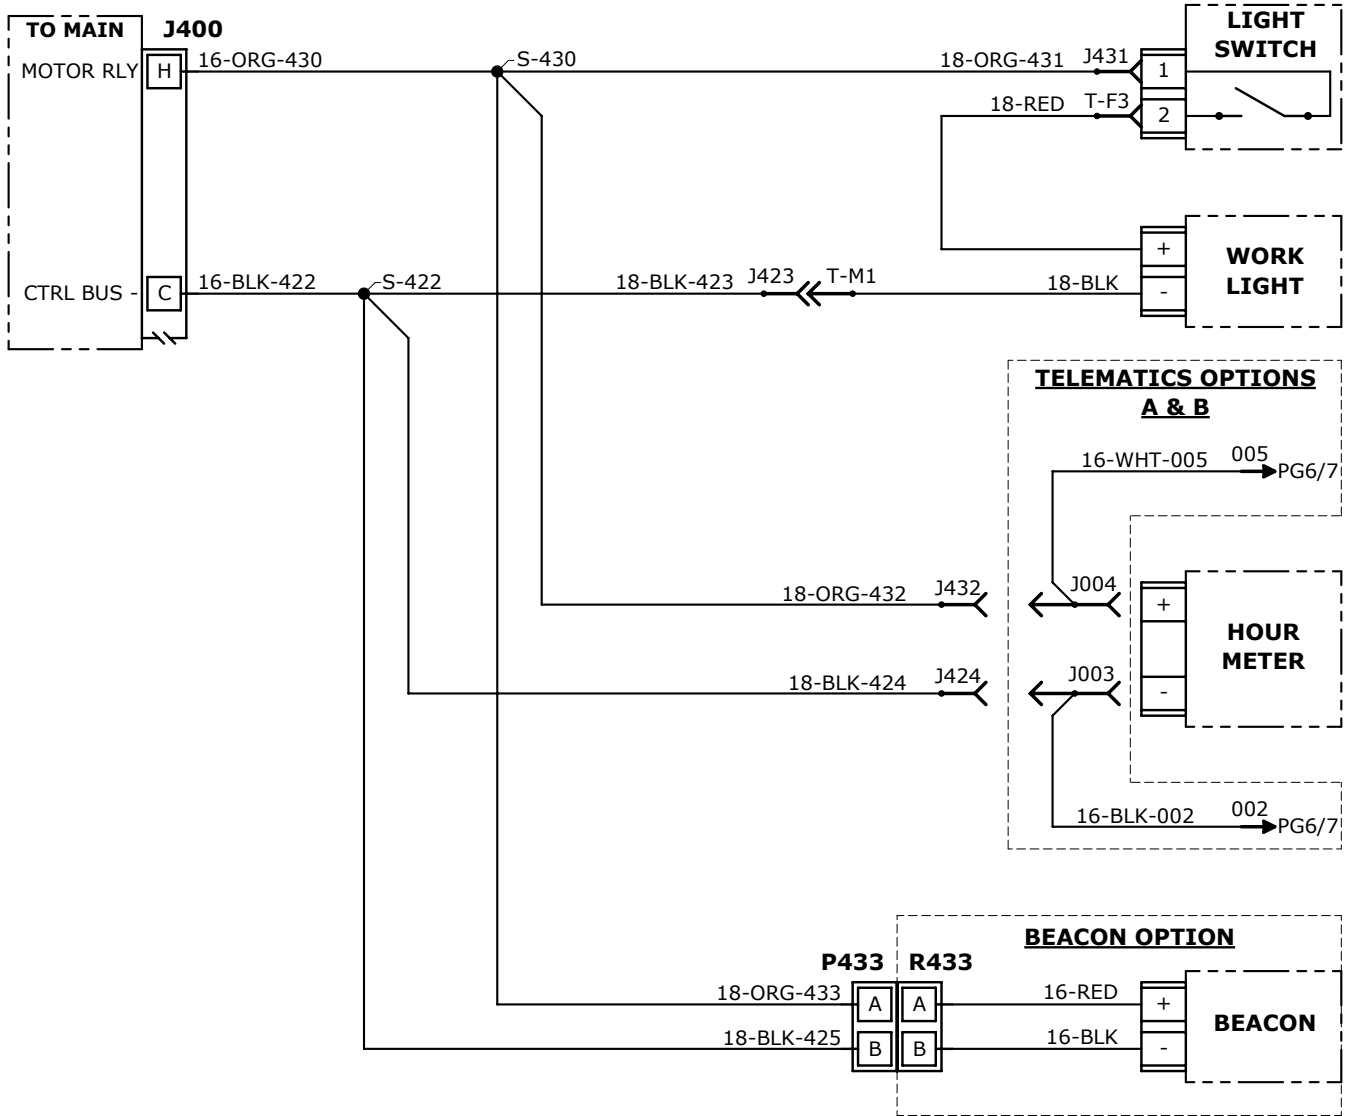 TO MAIN
J400
MOTOR RLY
H
16-ORG-430
S-430
18-ORG-431
J431
1
LIGHT
SWITCH
18-RED
T-F3
2
CTRL BUS -
C
16-BLK-422
S-422
18-BLK-423
J423
T-M1
18-BLK
+
-
WORK
LIGHT
TELEMATICS OPTIONS
A & B
16-WHT-005
005
PG6/7
18-ORG-432
J432
J004
+
HOUR
METER
18-BLK-424
J424
J003
-
16-BLK-002
002
PG6/7
BEACON OPTION
P433
R433
18-ORG-433
A
A
16-RED
+
BEACON
18-BLK-425
B
B
16-BLK
-